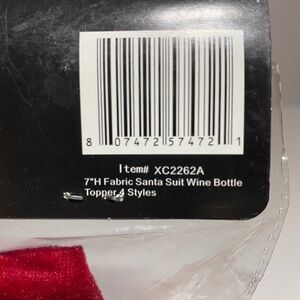 8 07472 57472 1
Item# XC2262A
7"H Fabric Santa Suit Wine Bottle
Topper 4 Styles